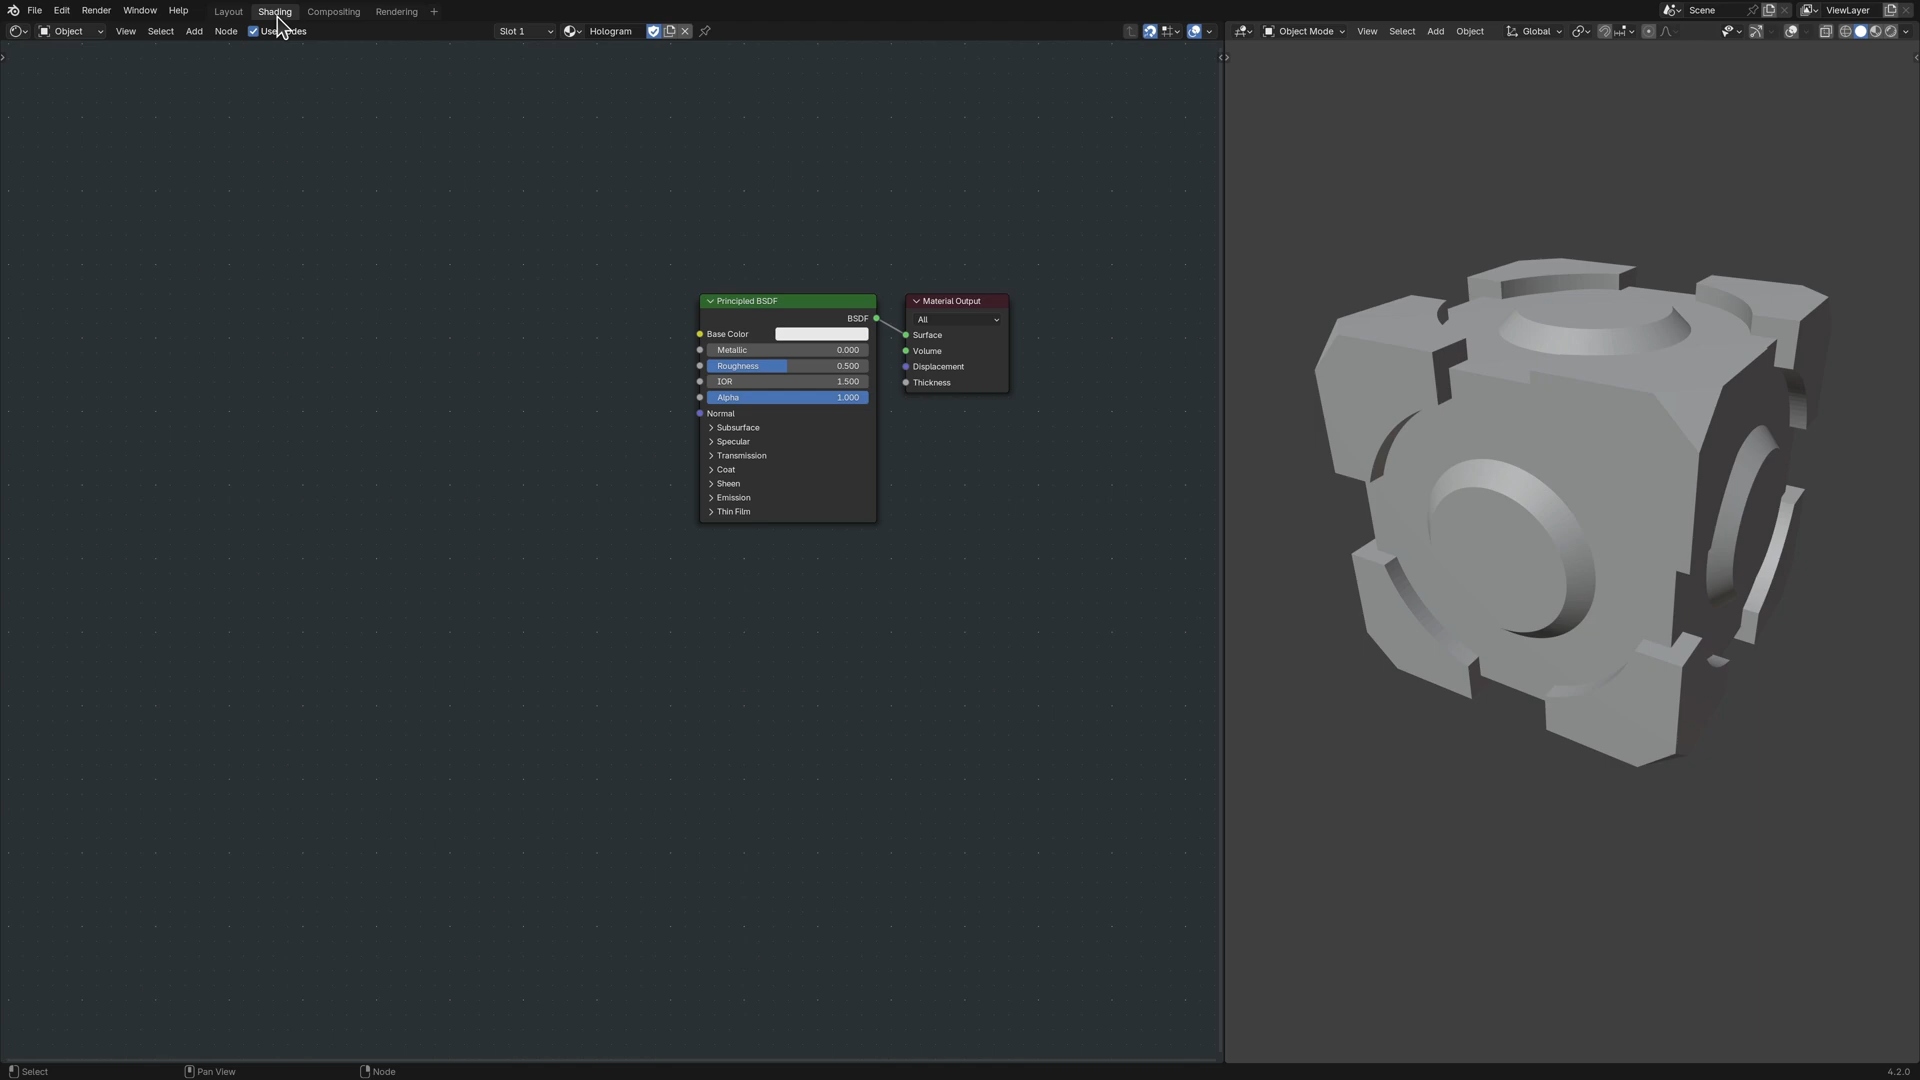 File Edit Render Window Help Layout Shading Compositing Rendering + Scene ViewLayer
Object View Select Add Node Slot 1 Hologram Object Mode View Select Add Object Global
Principled BSDF
BSDF
Base Color
Metallic 0.000
Roughness 0.500
IOR 1.500
Alpha 1.000
Normal
Subsurface
Specular
Transmission
Coat
Sheen
Emission
Thin Film
Material Output
All
Surface
Volume
Displacement
Thickness
Select Pan View Node 4.2.0